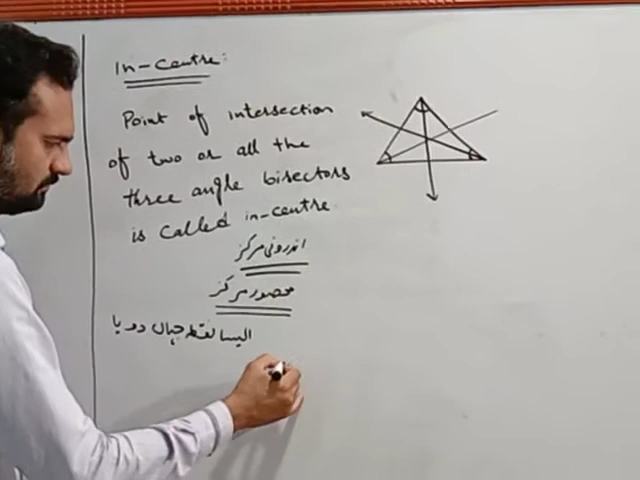 In-Centre:
Point of intersection
of two or all the
three angle bisectors
is called in-centre
اندرونی مرکز
محصور مرکز
ایسا نقطہ جہاں دو یا